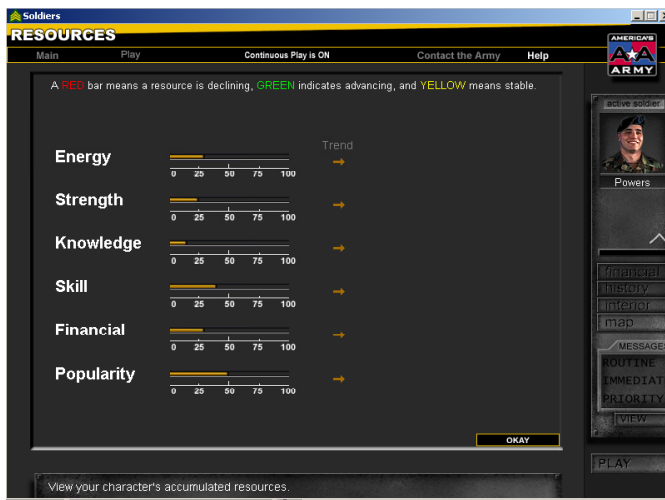 Soldiers
RESOURCES
Main Play Continuous Play is ON Contact the Army Help
AMERICA'S
ARMY
A RED bar means a resource is declining, GREEN indicates advancing, and YELLOW means stable.
active soldier
Powers
Trend
Energy
0 25 50 75 100
Strength
0 25 50 75 100
Knowledge
0 25 50 75 100
Skill
0 25 50 75 100
Financial
0 25 50 75 100
Popularity
0 25 50 75 100
financial
history
interior
map
MESSAGES
ROUTINE
IMMEDIAT
PRIORITY
VIEW
OKAY
PLAY
View your character's accumulated resources.